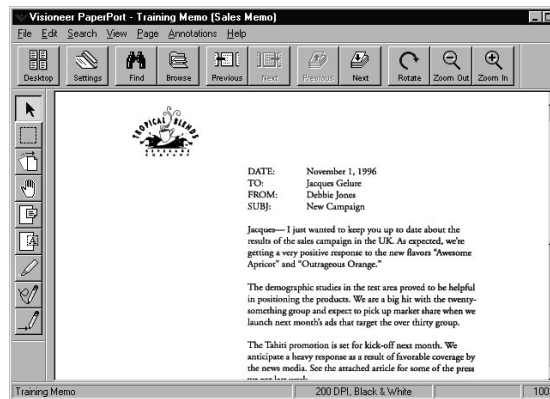 Visioneer PaperPort - Training Memo (Sales Memo)
File Edit Search View Page Annotations Help
Desktop Settings Find Browse Previous Next Previous Next Rotate Zoom Out Zoom In
TROPICAL BLENDS
BEVERAGE
COMPANY
DATE: November 1, 1996
TO: Jacques Gelure
FROM: Debbie Jones
SUBJ: New Campaign
Jacques— I just wanted to keep you up to date about the
results of the sales campaign in the UK. As expected, we're
getting a very positive response to the new flavors "Awesome
Apricot" and "Outrageous Orange."
The demographic studies in the test area proved to be helpful
in positioning the products. We are a big hit with the twenty-
something group and expect to pick up market share when we
launch next month's ads that target the over thirty group.
The Tahiti promotion is set for kick-off next month. We
anticipate a heavy response as a result of favorable coverage by
the news media. See the attached article for some of the press
we got last week
Training Memo 200 DPI, Black & White 100